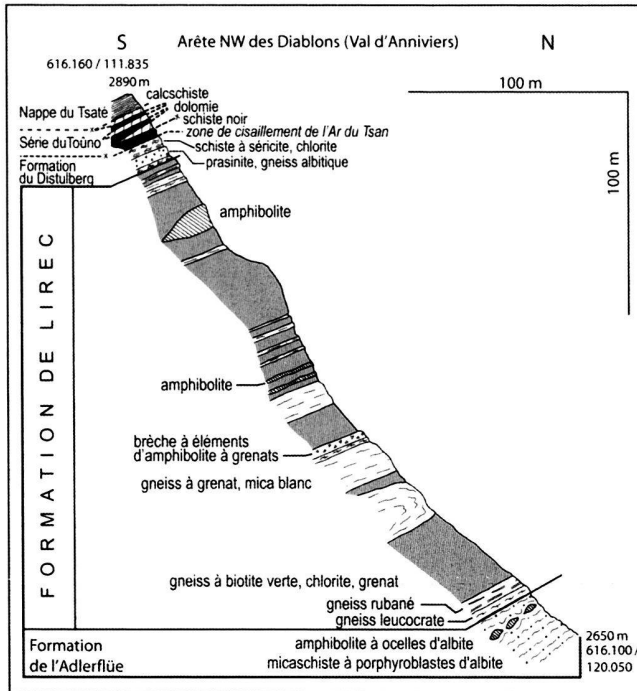 S
Arête NW des Diablons (Val d'Anniviers)
N
616.160 / 111.835
2890 m
100 m
100 m
calcschiste
Nappe du Tsaté
dolomie
schiste noir
zone de cisaillement de l'Ar du Tsan
Série du Toûno
schiste à séricite, chlorite
prasinite, gneiss albitique
Formation
du Distulberg
amphibolite
FORMATION DE LIREC
amphibolite
brèche à éléments
d'amphibolite à grenats
gneiss à grenat, mica blanc
gneiss à biotite verte, chlorite, grenat
gneiss rubané
gneiss leucocrate
Formation
de l'Adlerflüe
amphibolite à ocelles d'albite
micaschiste à porphyroblastes d'albite
2650 m
616.100 /
120.050